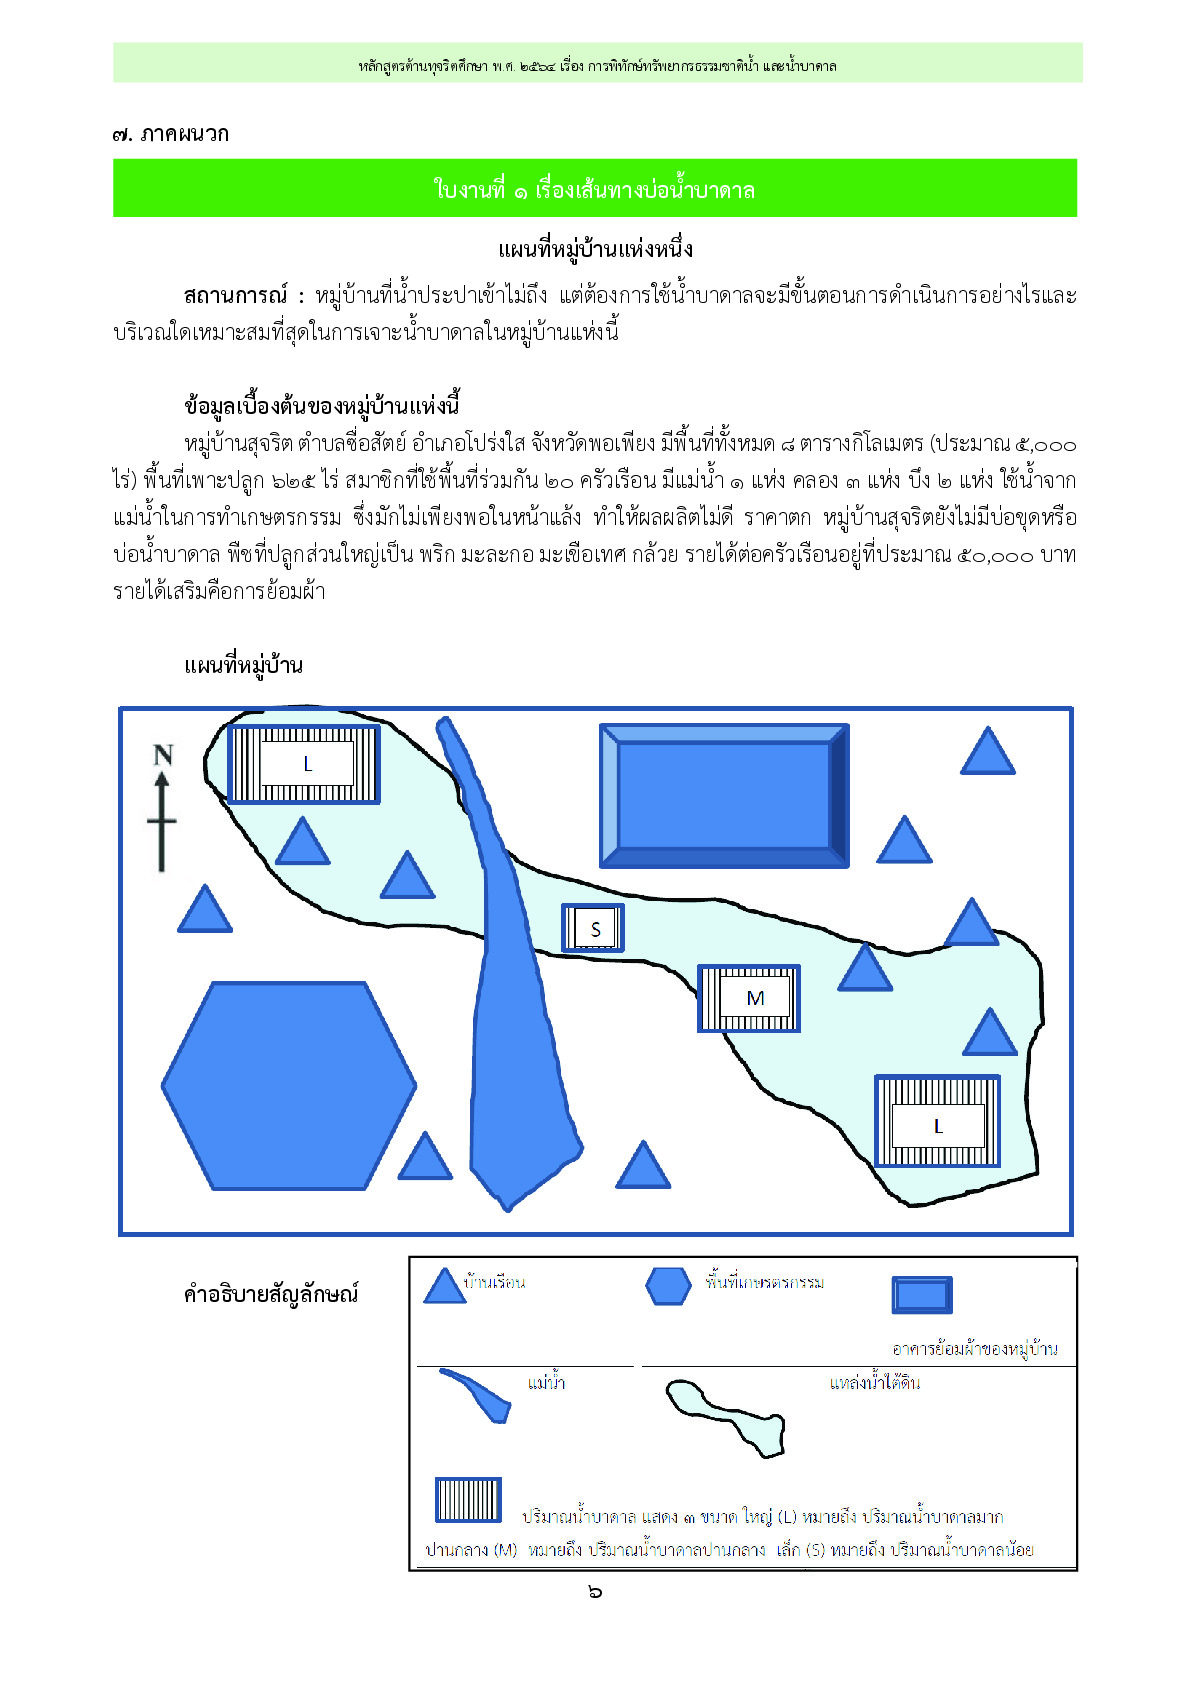 หลักสูตรต้านทุจริตศึกษา พ.ศ. ๒๕๖๔ เรื่อง การพิทักษ์ทรัพยากรธรรมชาติน้ำ และน้ำบาดาล
๗. ภาคผนวก
ใบงานที่ ๑ เรื่องเส้นทางบ่อน้ำบาดาล
แผนที่หมู่บ้านแห่งหนึ่ง
สถานการณ์ : หมู่บ้านที่น้ำประปาเข้าไม่ถึง แต่ต้องการใช้น้ำบาดาลจะมีขั้นตอนการดำเนินการอย่างไรและ
บริเวณใดเหมาะสมที่สุดในการเจาะน้ำบาดาลในหมู่บ้านแห่งนี้
ข้อมูลเบื้องต้นของหมู่บ้านแห่งนี้
หมู่บ้านสุจริต ตำบลซื่อสัตย์ อำเภอโปร่งใส จังหวัดพอเพียง มีพื้นที่ทั้งหมด ๘ ตารางกิโลเมตร (ประมาณ ๕,๐๐๐
ไร่) พื้นที่เพาะปลูก ๖๒๕ ไร่ สมาชิกที่ใช้พื้นที่ร่วมกัน ๒๐ ครัวเรือน มีแม่น้ำ ๑ แห่ง คลอง ๓ แห่ง บึง ๒ แห่ง ใช้น้ำจาก
แม่น้ำในการทำเกษตรกรรม ซึ่งมักไม่เพียงพอในหน้าแล้ง ทำให้ผลผลิตไม่ดี ราคาตก หมู่บ้านสุจริตยังไม่มีบ่อขุดหรือ
บ่อน้ำบาดาล พืชที่ปลูกส่วนใหญ่เป็น พริก มะละกอ มะเขือเทศ กล้วย รายได้ต่อครัวเรือนอยู่ที่ประมาณ ๕๐,๐๐๐ บาท
รายได้เสริมคือการย้อมผ้า
แผนที่หมู่บ้าน
N
L
S
M
L
คำอธิบายสัญลักษณ์
บ้านเรือน
พื้นที่เกษรตรกรรม
อาคารย้อมผ้าของหมู่บ้าน
แม่น้ำ
แหล่งน้ำใต้ดิน
ปริมาณน้ำบาดาล แสดง ๓ ขนาด ใหญ่ (L) หมายถึง ปริมาณน้ำบาดาลมาก
ปานกลาง (M) หมายถึง ปริมาณน้ำบาดาลปานกลาง เล็ก (S) หมายถึง ปริมาณน้ำบาดาลน้อย
๖